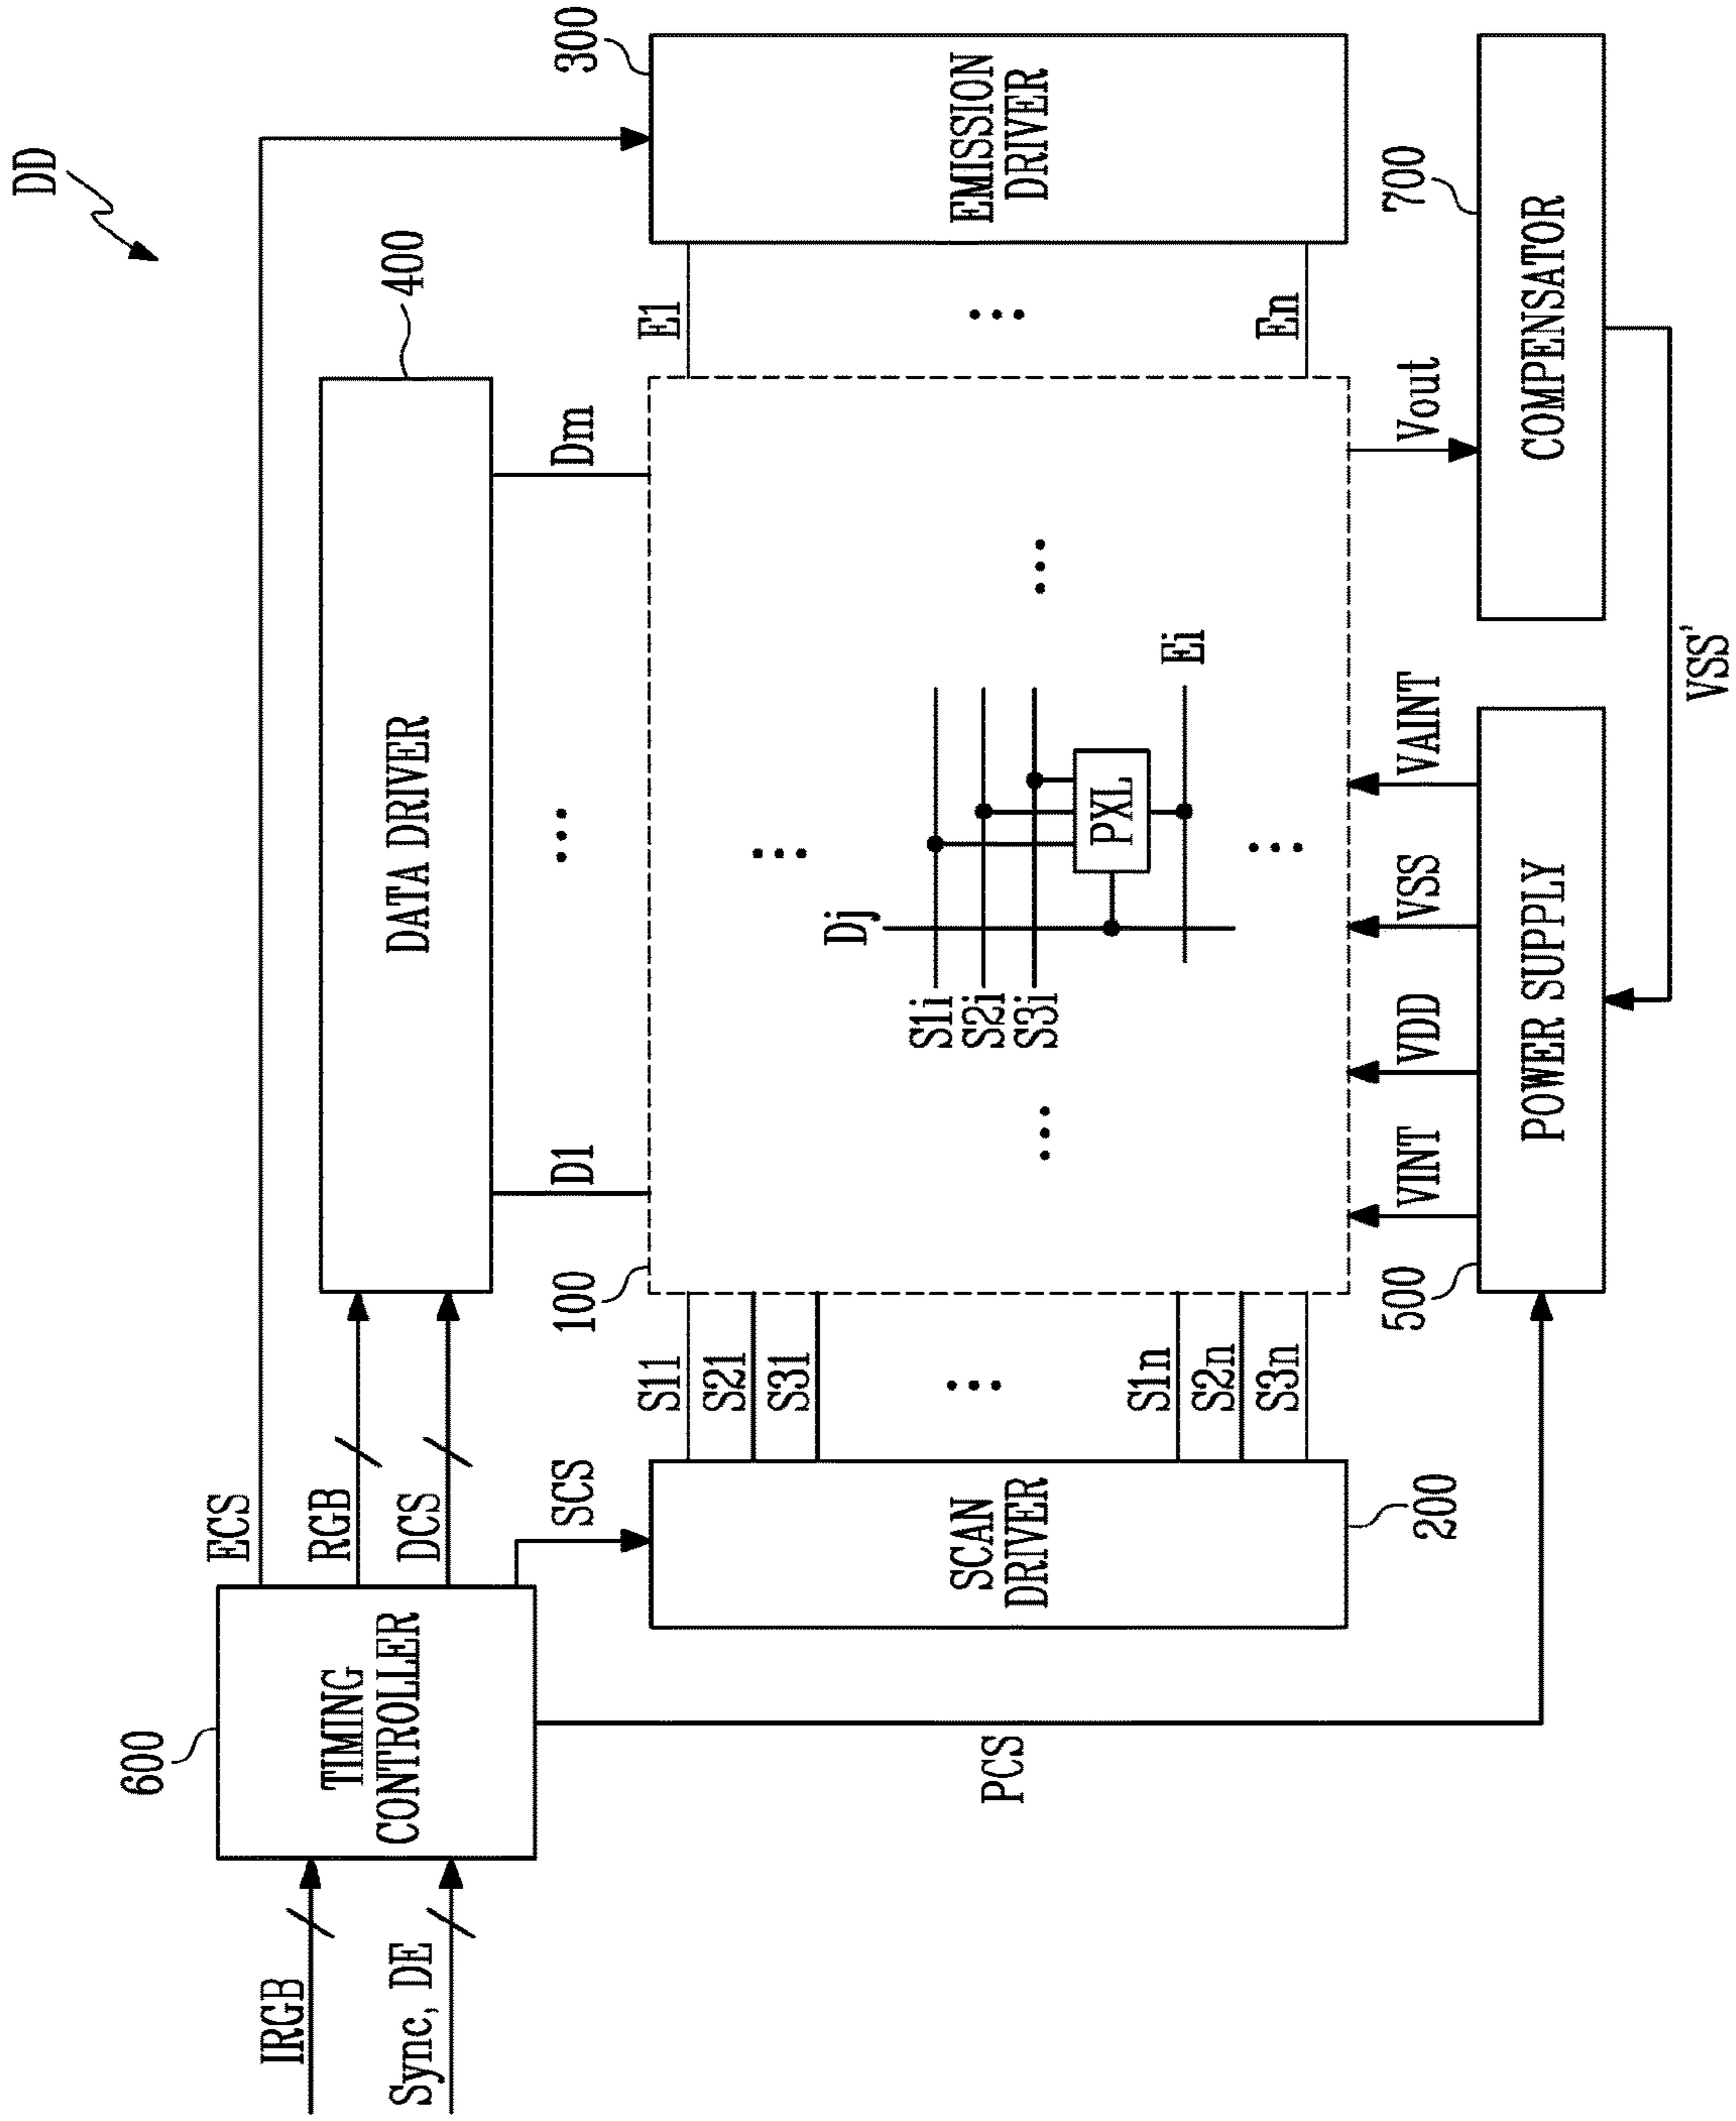 DD
ECS
600
TIMING
CONTROLLER
IRGB
Sync, DE
RGB
DCS
SCS
PCS
DATA DRIVER
400
D1
...
Dm
300
EMISSION
DRIVER
E1
...
En
SCAN
DRIVER
200
S11
S21
S31
...
S1n
S2n
S3n
100
...
Dj
S1i
S2i
S3i
PXL
Ei
...
...
...
VINT
VDD
VSS
VAINT
Vout
500
POWER SUPPLY
700
COMPENSATOR
VSS'